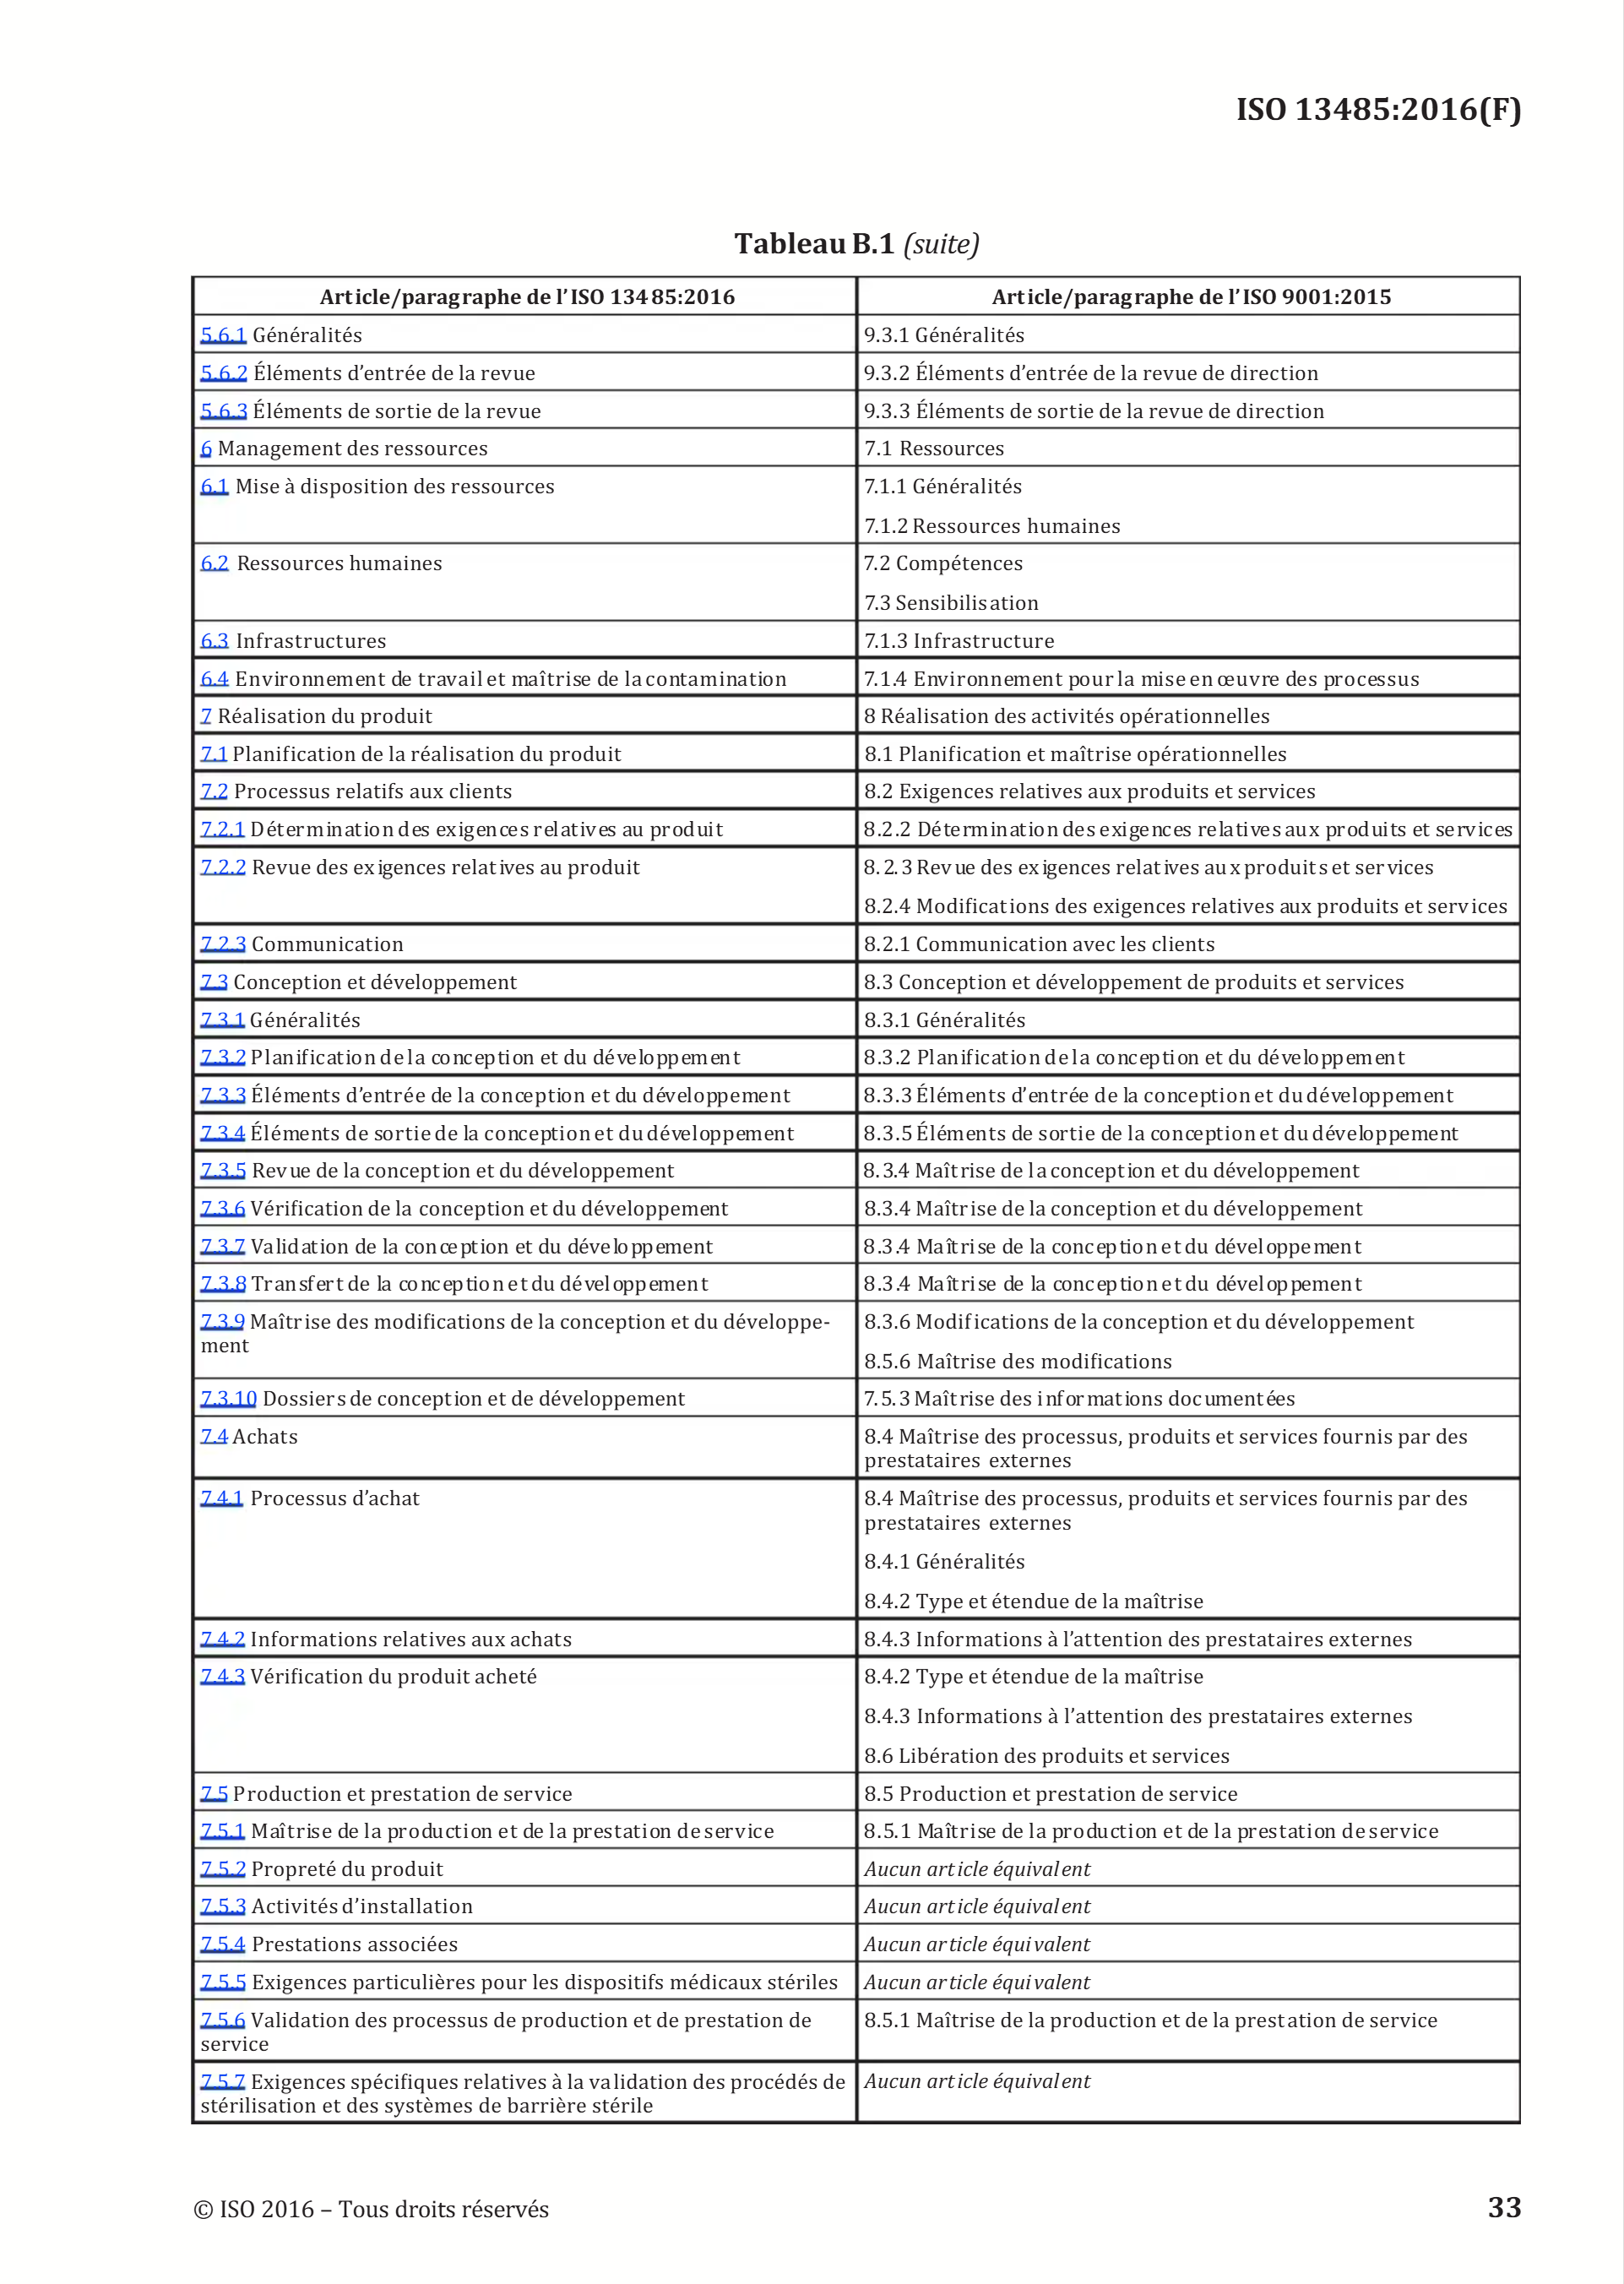 ISO 13485:2016(F)
Tableau B.1 (suite)
Article/paragraphe de l’ISO 13485:2016 Article/paragraphe de l’ISO 9001:2015
5.6.1 Généralités 9.3.1 Généralités
5.6.2 Éléments d’entrée de la revue 9.3.2 Éléments d’entrée de la revue de direction
5.6.3 Éléments de sortie de la revue 9.3.3 Éléments de sortie de la revue de direction
6 Management des ressources 7.1 Ressources
6.1 Mise à disposition des ressources 7.1.1 Généralités
7.1.2 Ressources humaines
6.2 Ressources humaines 7.2 Compétences
7.3 Sensibilisation
6.3 Infrastructures 7.1.3 Infrastructure
6.4 Environnement de travail et maîtrise de la contamination 7.1.4 Environnement pour la mise en œuvre des processus
7 Réalisation du produit 8 Réalisation des activités opérationnelles
7.1 Planification de la réalisation du produit 8.1 Planification et maîtrise opérationnelles
7.2 Processus relatifs aux clients 8.2 Exigences relatives aux produits et services
7.2.1 Détermination des exigences relatives au produit 8.2.2 Détermination des exigences relatives aux produits et services
7.2.2 Revue des exigences relatives au produit 8.2.3 Revue des exigences relatives aux produits et services
8.2.4 Modifications des exigences relatives aux produits et services
7.2.3 Communication 8.2.1 Communication avec les clients
7.3 Conception et développement 8.3 Conception et développement de produits et services
7.3.1 Généralités 8.3.1 Généralités
7.3.2 Planification de la conception et du développement 8.3.2 Planification de la conception et du développement
7.3.3 Éléments d’entrée de la conception et du développement 8.3.3 Éléments d’entrée de la conception et du développement
7.3.4 Éléments de sortie de la conception et du développement 8.3.5 Éléments de sortie de la conception et du développement
7.3.5 Revue de la conception et du développement 8.3.4 Maîtrise de la conception et du développement
7.3.6 Vérification de la conception et du développement 8.3.4 Maîtrise de la conception et du développement
7.3.7 Validation de la conception et du développement 8.3.4 Maîtrise de la conception et du développement
7.3.8 Transfert de la conception et du développement 8.3.4 Maîtrise de la conception et du développement
7.3.9 Maîtrise des modifications de la conception et du développe- 8.3.6 Modifications de la conception et du développement
ment
8.5.6 Maîtrise des modifications
7.3.10 Dossiers de conception et de développement 7.5.3 Maîtrise des informations documentées
7.4 Achats 8.4 Maîtrise des processus, produits et services fournis par des
prestataires externes
7.4.1 Processus d’achat 8.4 Maîtrise des processus, produits et services fournis par des
prestataires externes
8.4.1 Généralités
8.4.2 Type et étendue de la maîtrise
7.4.2 Informations relatives aux achats 8.4.3 Informations à l’attention des prestataires externes
7.4.3 Vérification du produit acheté 8.4.2 Type et étendue de la maîtrise
8.4.3 Informations à l’attention des prestataires externes
8.6 Libération des produits et services
7.5 Production et prestation de service 8.5 Production et prestation de service
7.5.1 Maîtrise de la production et de la prestation de service 8.5.1 Maîtrise de la production et de la prestation de service
7.5.2 Propreté du produit Aucun article équivalent
7.5.3 Activités d’installation Aucun article équivalent
7.5.4 Prestations associées Aucun article équivalent
7.5.5 Exigences particulières pour les dispositifs médicaux stériles Aucun article équivalent
7.5.6 Validation des processus de production et de prestation de 8.5.1 Maîtrise de la production et de la prestation de service
service
7.5.7 Exigences spécifiques relatives à la validation des procédés de Aucun article équivalent
stérilisation et des systèmes de barrière stérile
© ISO 2016 – Tous droits réservés 33